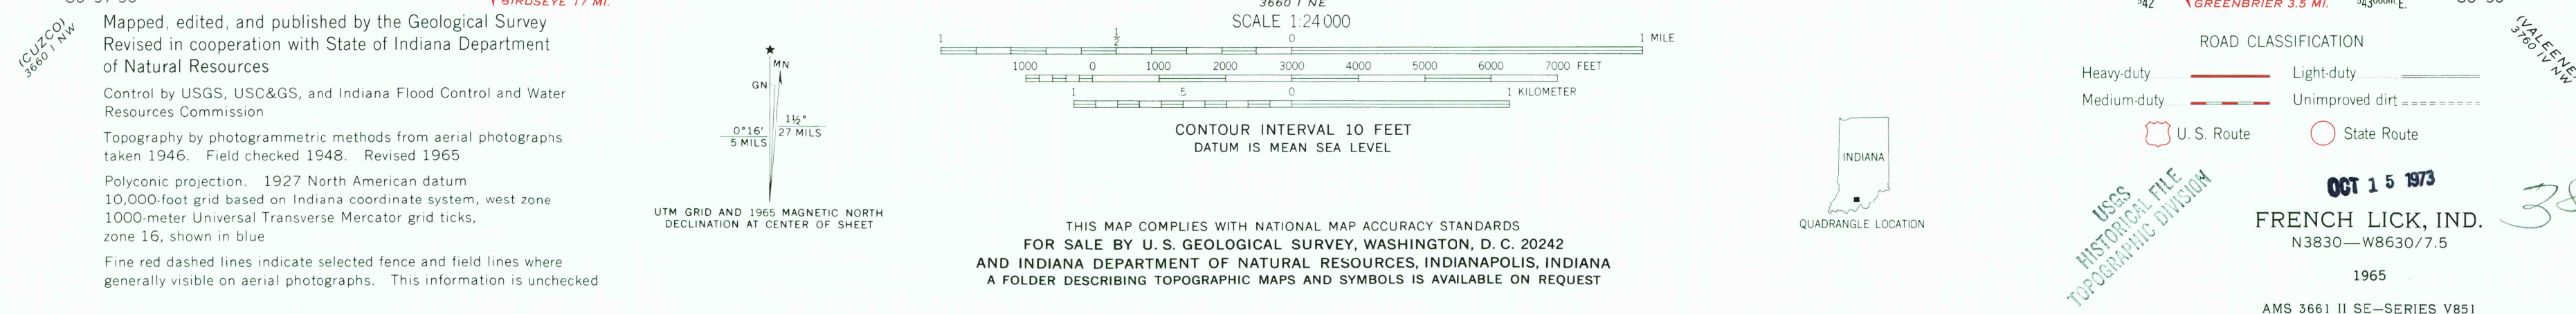 BIRDSEYE 17 MI.
(CUZCO)
3660 I NW
Mapped, edited, and published by the Geological Survey
Revised in cooperation with State of Indiana Department
of Natural Resources
Control by USGS, USC&GS, and Indiana Flood Control and Water
Resources Commission
Topography by photogrammetric methods from aerial photographs
taken 1946. Field checked 1948. Revised 1965
Polyconic projection. 1927 North American datum
10,000-foot grid based on Indiana coordinate system, west zone
1000-meter Universal Transverse Mercator grid ticks,
zone 16, shown in blue
Fine red dashed lines indicate selected fence and field lines where
generally visible on aerial photographs. This information is unchecked
★
MN
GN
0°16'
5 MILS
1½°
27 MILS
UTM GRID AND 1965 MAGNETIC NORTH
DECLINATION AT CENTER OF SHEET
3660 I NE
SCALE 1:24 000
1 ½ 0 1 MILE
1000 0 1000 2000 3000 4000 5000 6000 7000 FEET
1 .5 0 1 KILOMETER
CONTOUR INTERVAL 10 FEET
DATUM IS MEAN SEA LEVEL
THIS MAP COMPLIES WITH NATIONAL MAP ACCURACY STANDARDS
FOR SALE BY U. S. GEOLOGICAL SURVEY, WASHINGTON, D. C. 20242
AND INDIANA DEPARTMENT OF NATURAL RESOURCES, INDIANAPOLIS, INDIANA
A FOLDER DESCRIBING TOPOGRAPHIC MAPS AND SYMBOLS IS AVAILABLE ON REQUEST
INDIANA
QUADRANGLE LOCATION
542 GREENBRIER 3.5 MI. 543000m.E.
(VALEENE)
3760 IV NW
ROAD CLASSIFICATION
Heavy-duty Light-duty
Medium-duty Unimproved dirt
U. S. Route State Route
USGS
HISTORICAL FILE
TOPOGRAPHIC DIVISION
OCT 15 1973
FRENCH LICK, IND.
N3830—W8630/7.5
1965
AMS 3661 II SE—SERIES V851